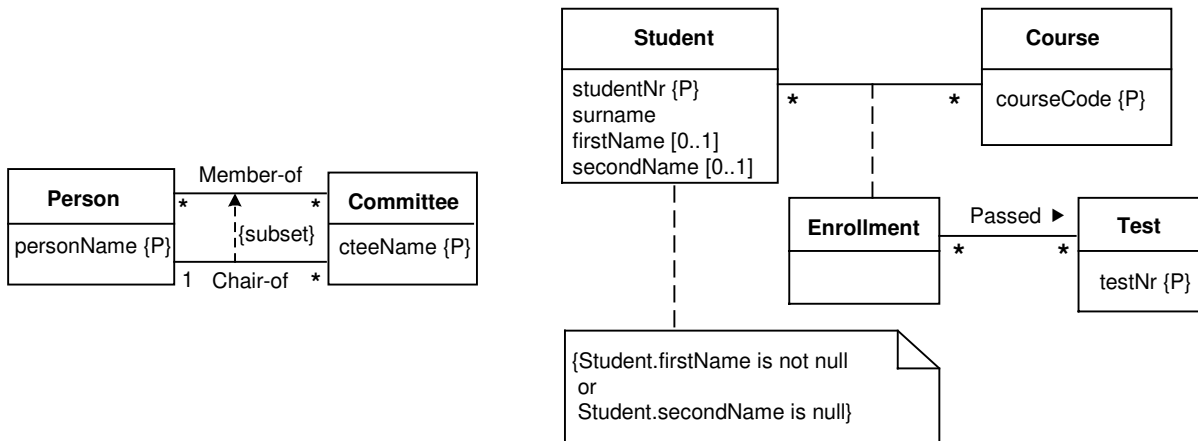 Person
personName {P}
Member-of
*
*
{subset}
1
Chair-of
*
Committee
cteeName {P}
Student
studentNr {P}
surname
firstName [0..1]
secondName [0..1]
*
*
Course
courseCode {P}
Enrollment
Passed ►
*
*
Test
testNr {P}
{Student.firstName is not null
or
Student.secondName is null}